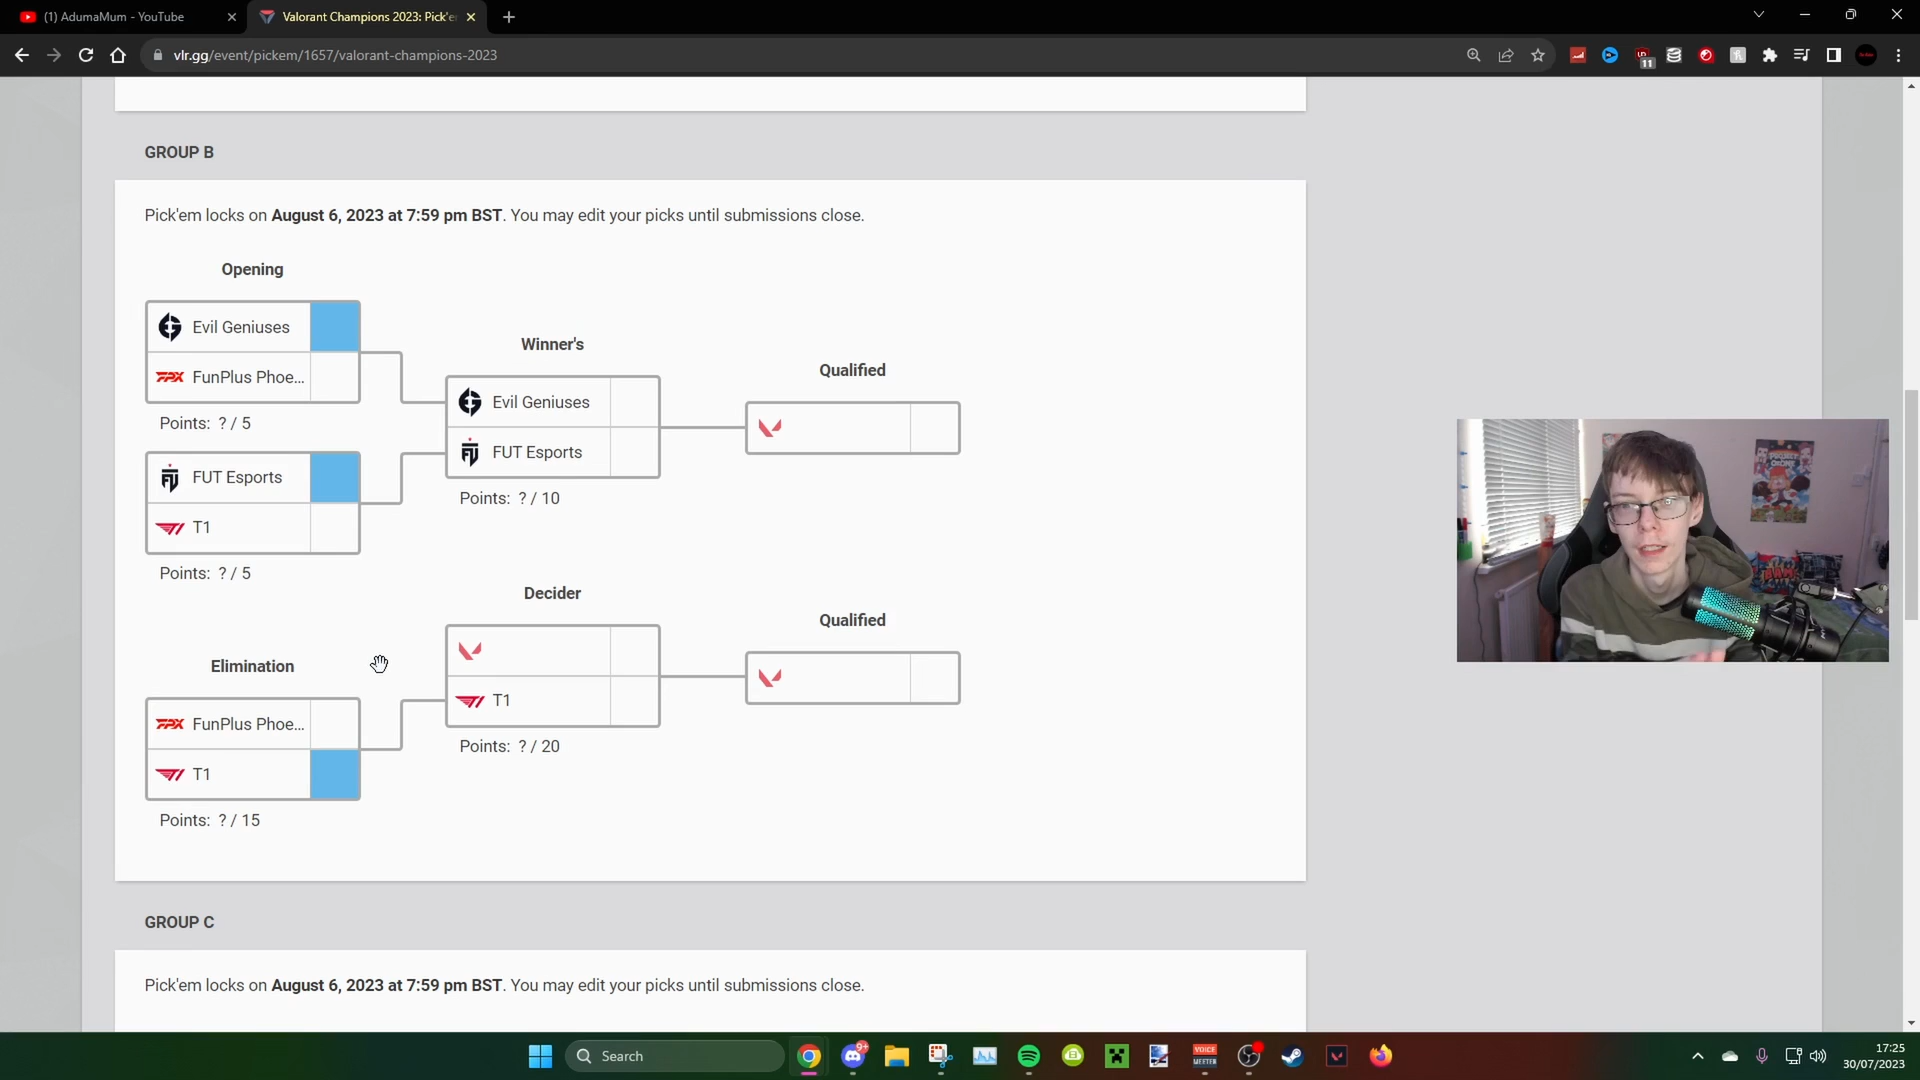 (1) AdumaMum - YouTube
Valorant Champions 2023: Pick'e
vlr.gg/event/pickem/1657/valorant-champions-2023
11
GROUP B
Pick'em locks on August 6, 2023 at 7:59 pm BST. You may edit your picks until submissions close.
Opening
Evil Geniuses
FunPlus Phoe...
Points: ? / 5
FUT Esports
T1
Points: ? / 5
Winner's
Evil Geniuses
FUT Esports
Points: ? / 10
Qualified
Decider
T1
Points: ? / 20
Qualified
Elimination
FunPlus Phoe...
T1
Points: ? / 15
GROUP C
Pick'em locks on August 6, 2023 at 7:59 pm BST. You may edit your picks until submissions close.
Search
9+
VOICE
MEETER
17:25
30/07/2023